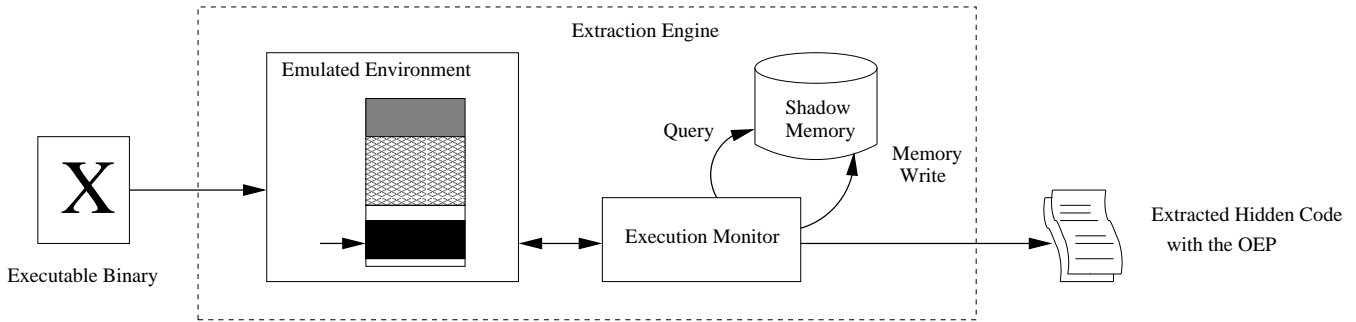 Extraction Engine
Emulated Environment
X
Executable Binary
Query
Shadow
Memory
Memory
Write
Execution Monitor
Extracted Hidden Code
with the OEP